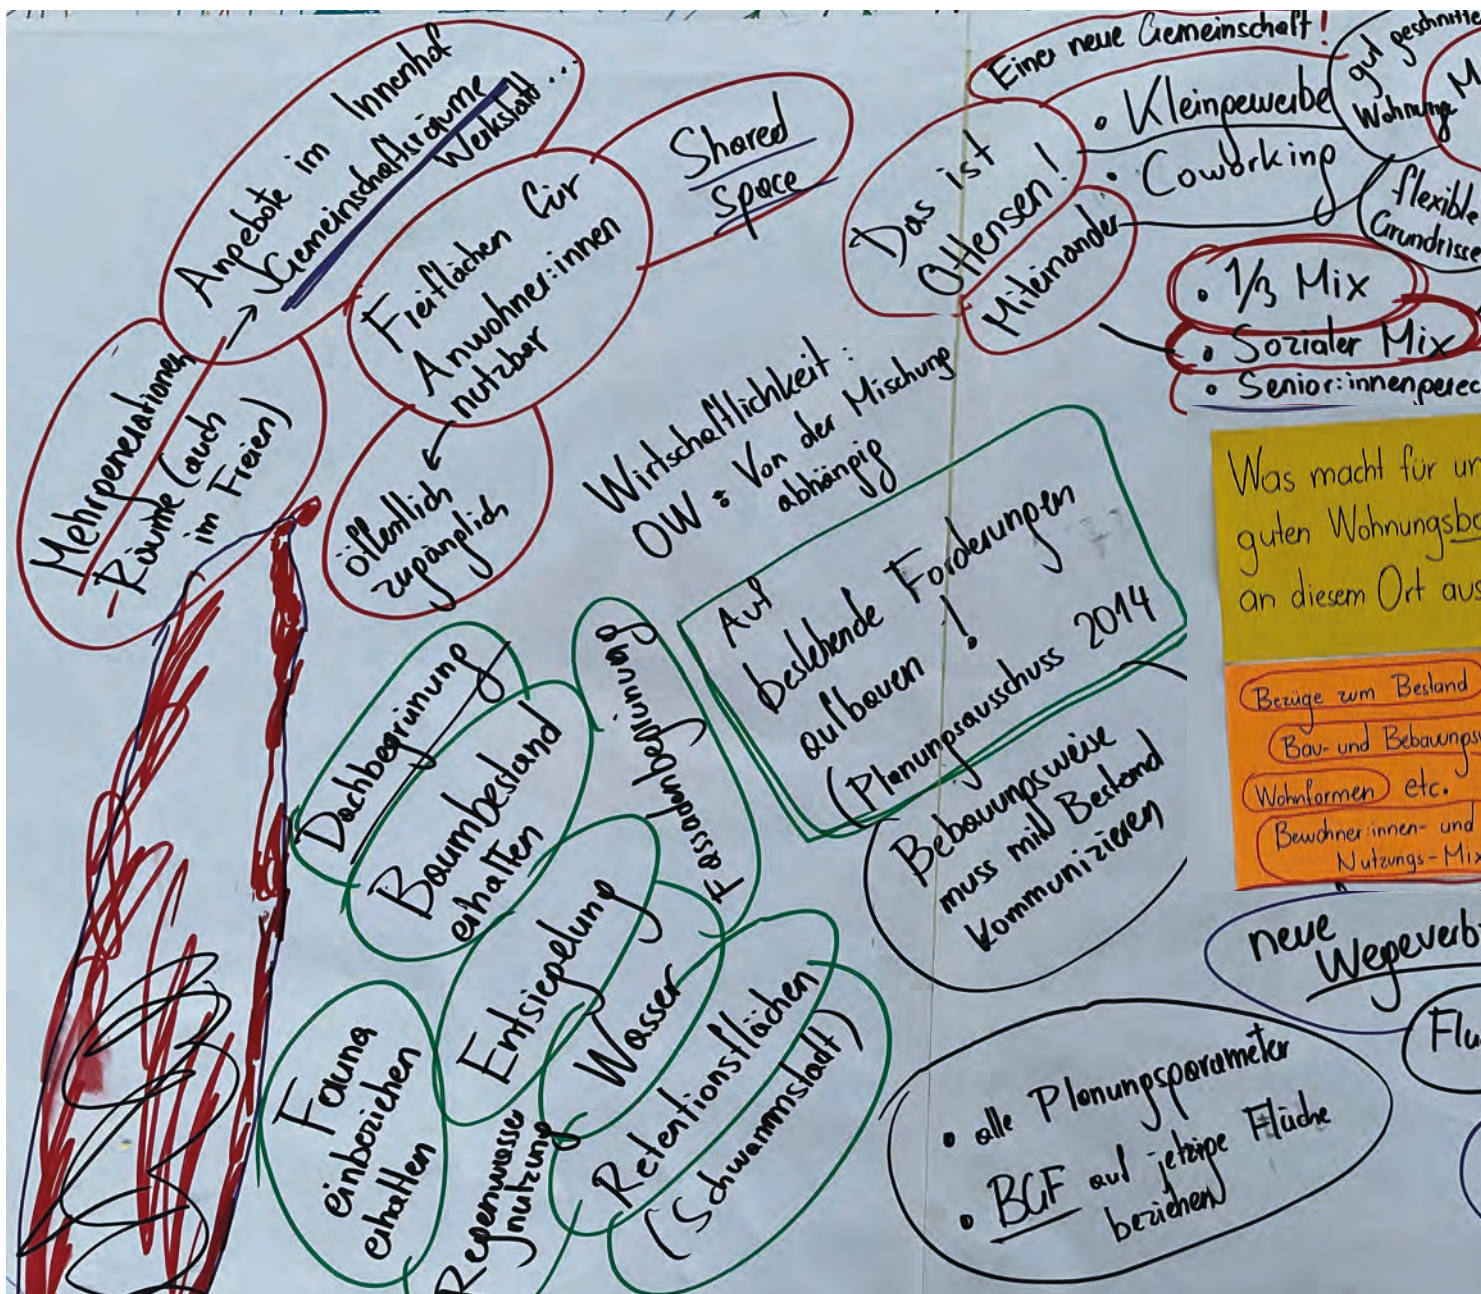 Angebote im Innenhof
Gemeinschaftsräume
Werkstatt...
Mehrgenerationen
Räume (auch
im Freien)
Freiflächen für
Anwohner:innen
nutzbar
Shared
Space
öffentlich
zugänglich
Einer neue Gemeinschaft!
Das ist
Ottensen!
Miteinander
• Kleingewerbe
• Coworking
gut geschnitte
Wohnung
M
flexible
Grundrisse
• 1/3 Mix
• Sozialer Mix
• Senior:innengerec
Wirtschaftlichkeit:
OW: Von der Mischung
abhängig
Auf
bestehende Forderungen
aufbauen!
(Planungsausschuss 2014
Bebauungsweise
muss mit Bestand
kommunizieren
Was macht für un
guten Wohnungsba
an diesem Ort aus
Bezüge zum Bestand
Bau- und Bebauungsw
Wohnformen etc.
Bewohner:innen- und
Nutzungs-Mix
Dachbegrünung
Baumbestand
erhalten
Fassadenbegrünung
Entsiegelung
Wasser
Retentionsflächen
(Schwammstadt)
Fauna
einbeziehen
erhalten
Regenwasser
nutzung
neue
Wegeverbi
Flu
• alle Planungsparameter
• BGF auf jetzige Fläche
beziehen